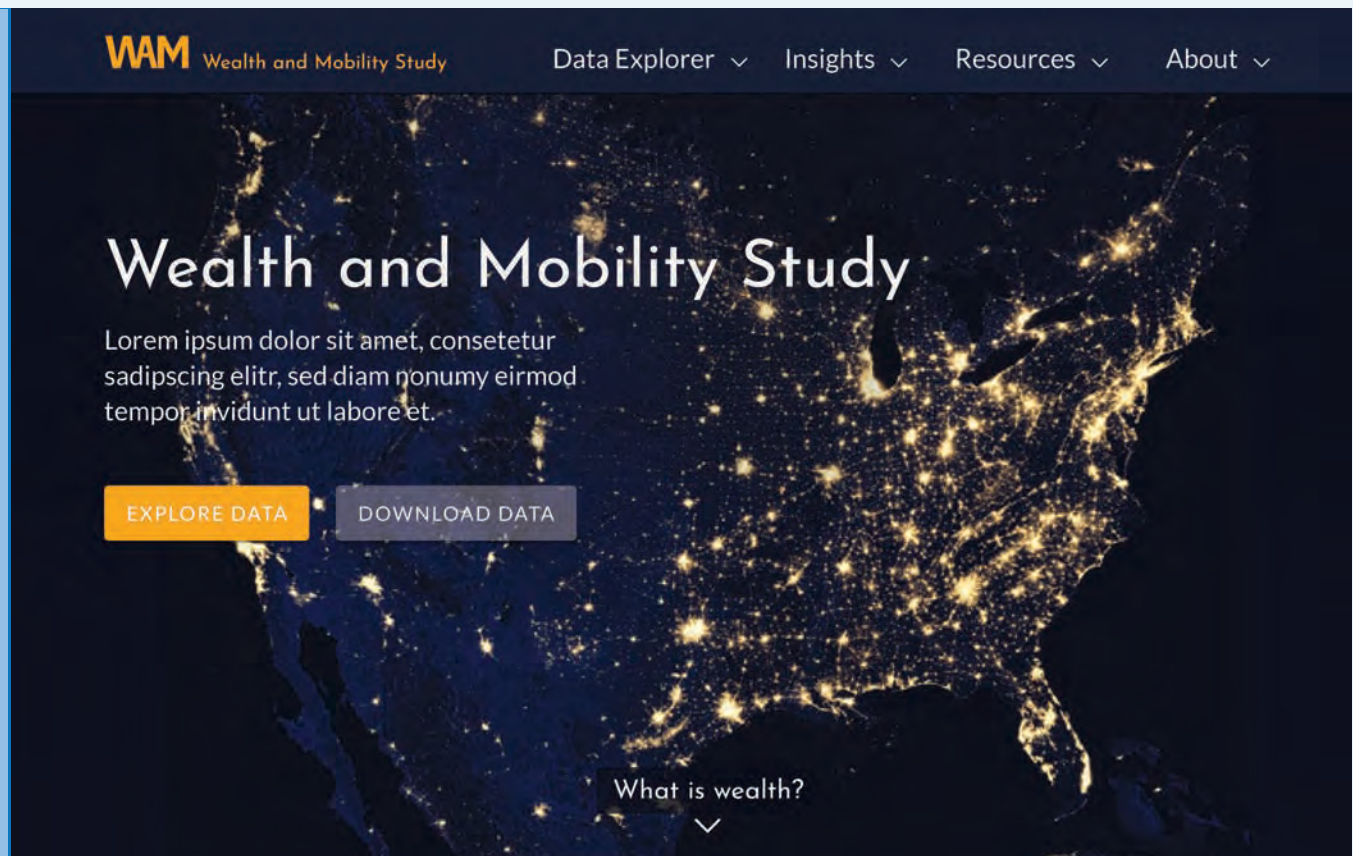 WAM Wealth and Mobility Study Data Explorer Insights Resources About
Wealth and Mobility Study
Lorem ipsum dolor sit amet, consetetur
sadipscing elitr, sed diam nonumy eirmod
tempor invidunt ut labore et.
EXPLORE DATA DOWNLOAD DATA
What is wealth?